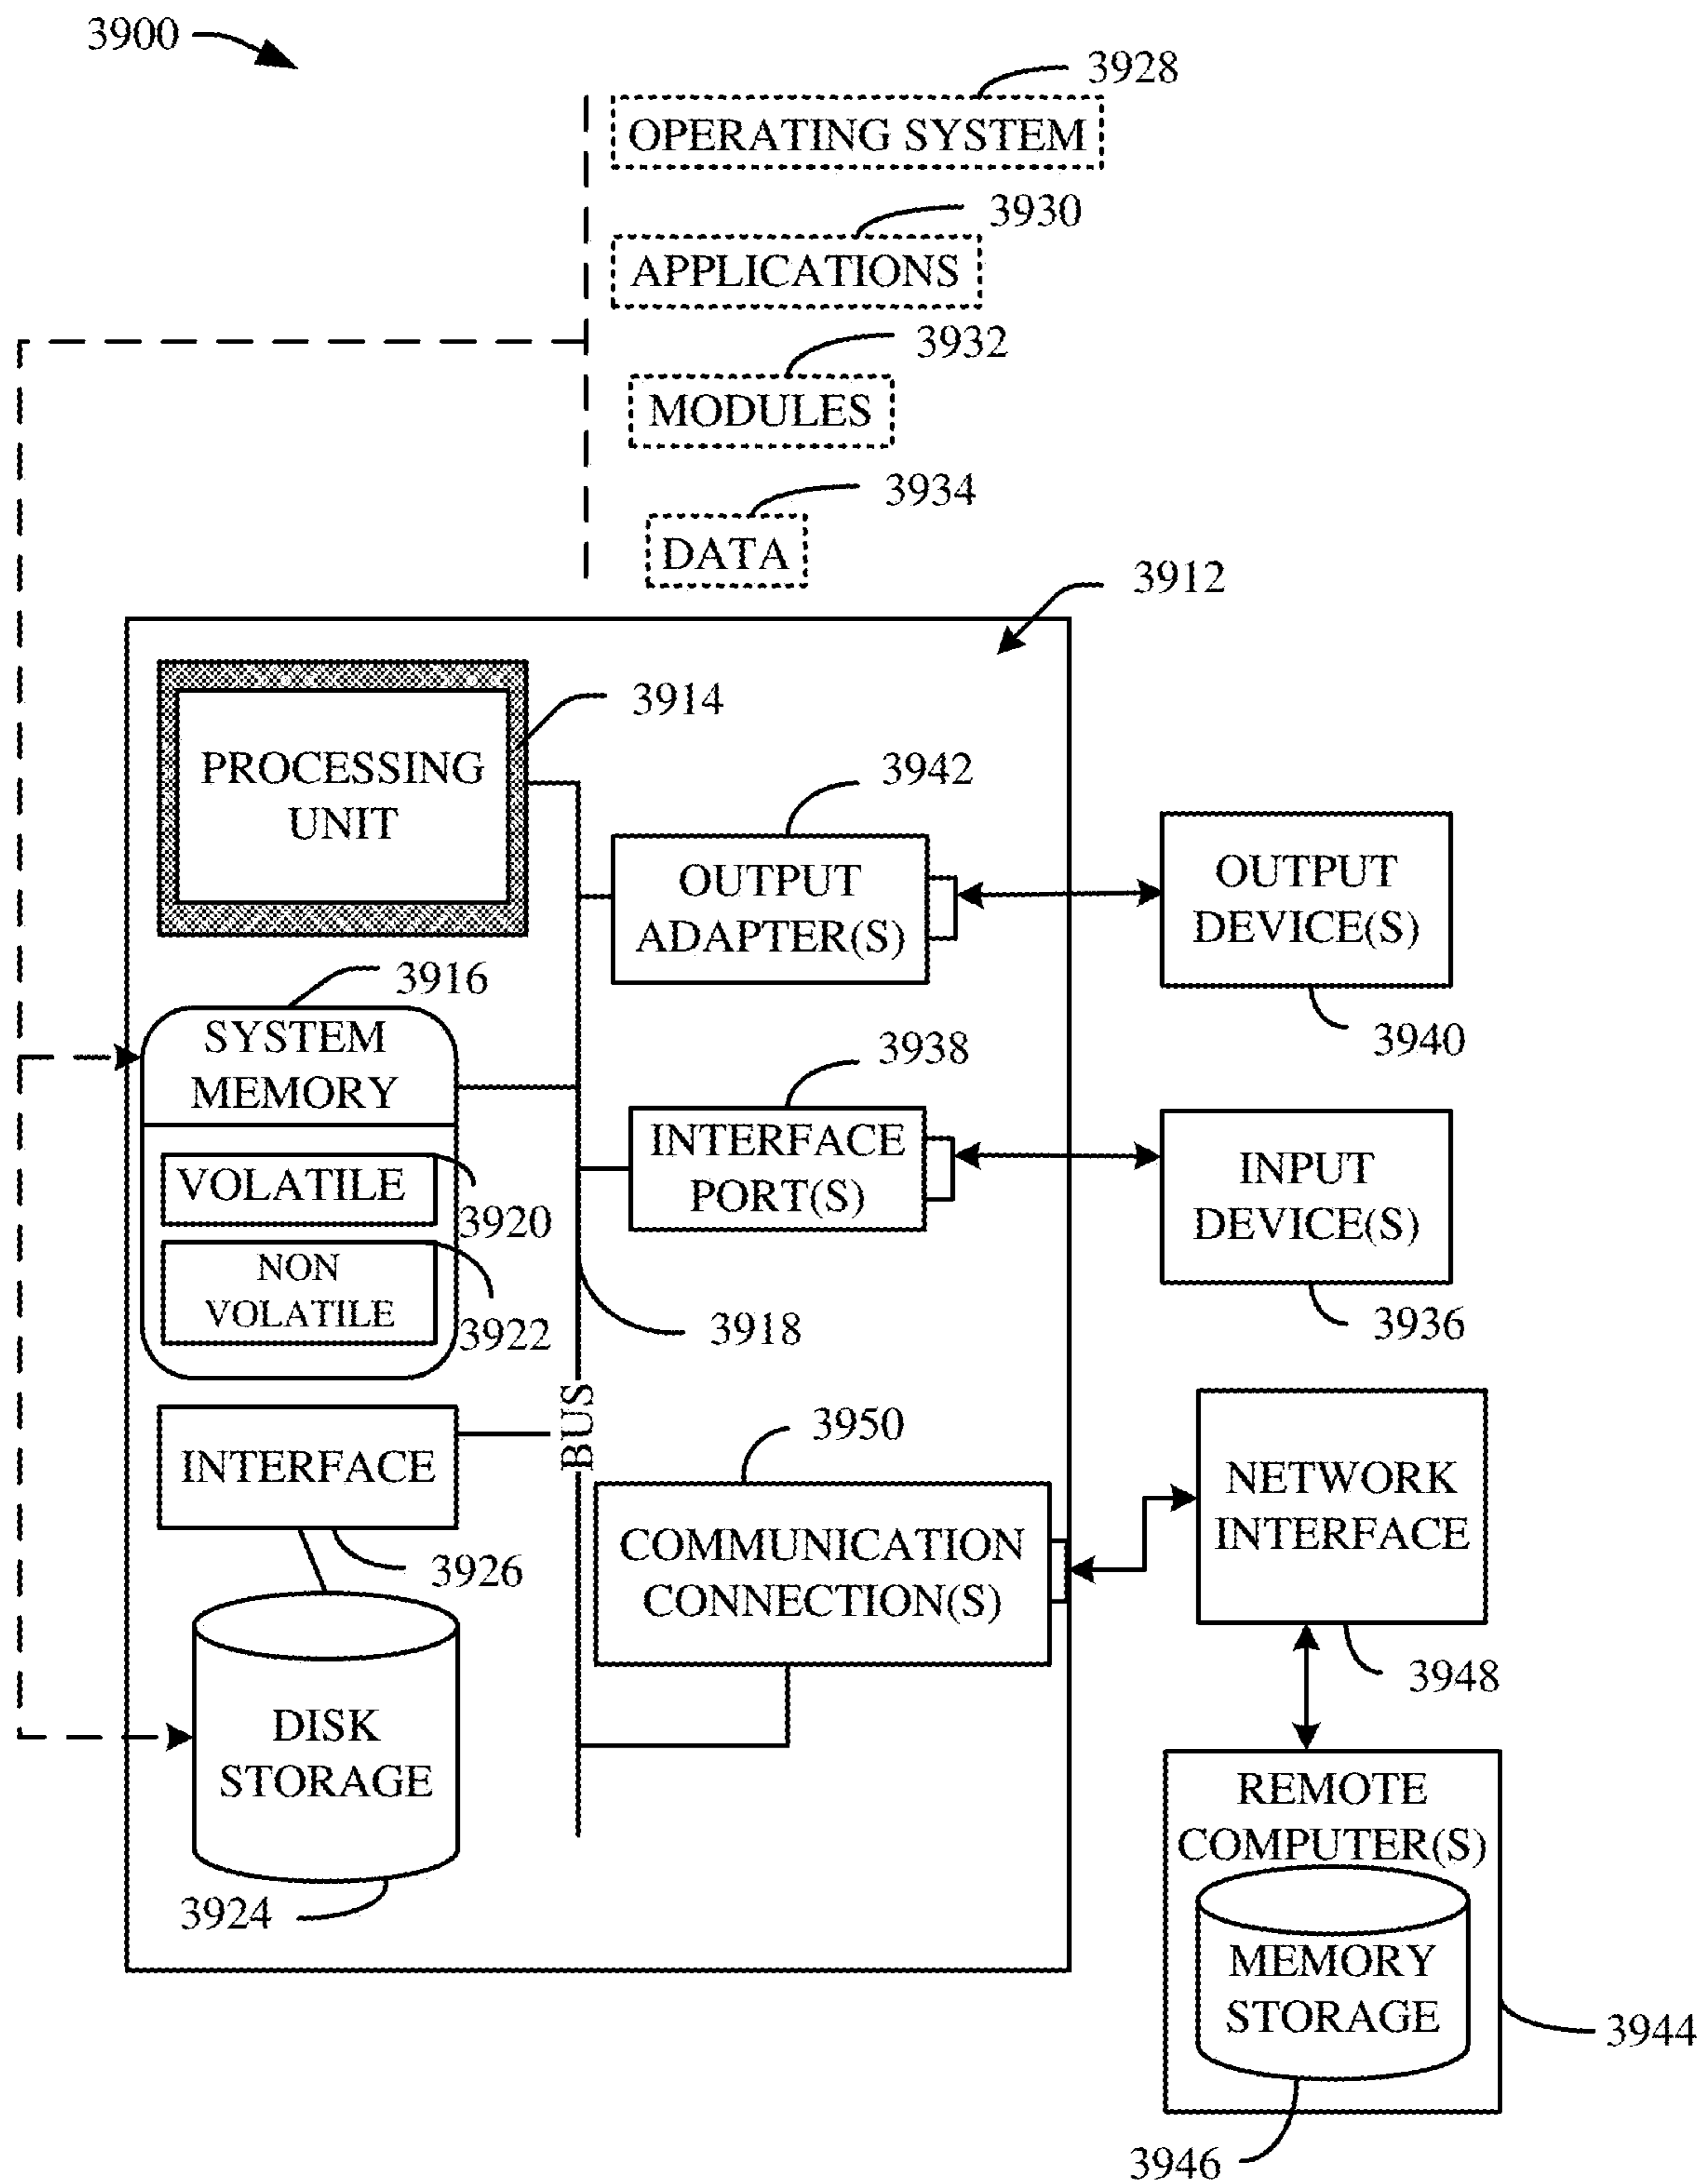 3900
3928
OPERATING SYSTEM
3930
APPLICATIONS
3932
MODULES
3934
DATA
3912
PROCESSING
UNIT
3914
3942
OUTPUT
ADAPTER(S)
OUTPUT
DEVICE(S)
3940
3916
SYSTEM
MEMORY
VOLATILE
3920
NON
VOLATILE
3922
3938
INTERFACE
PORT(S)
INPUT
DEVICE(S)
3936
3918
BUS
INTERFACE
3926
3950
COMMUNICATION
CONNECTION(S)
NETWORK
INTERFACE
3948
DISK
STORAGE
3924
REMOTE
COMPUTER(S)
MEMORY
STORAGE
3944
3946